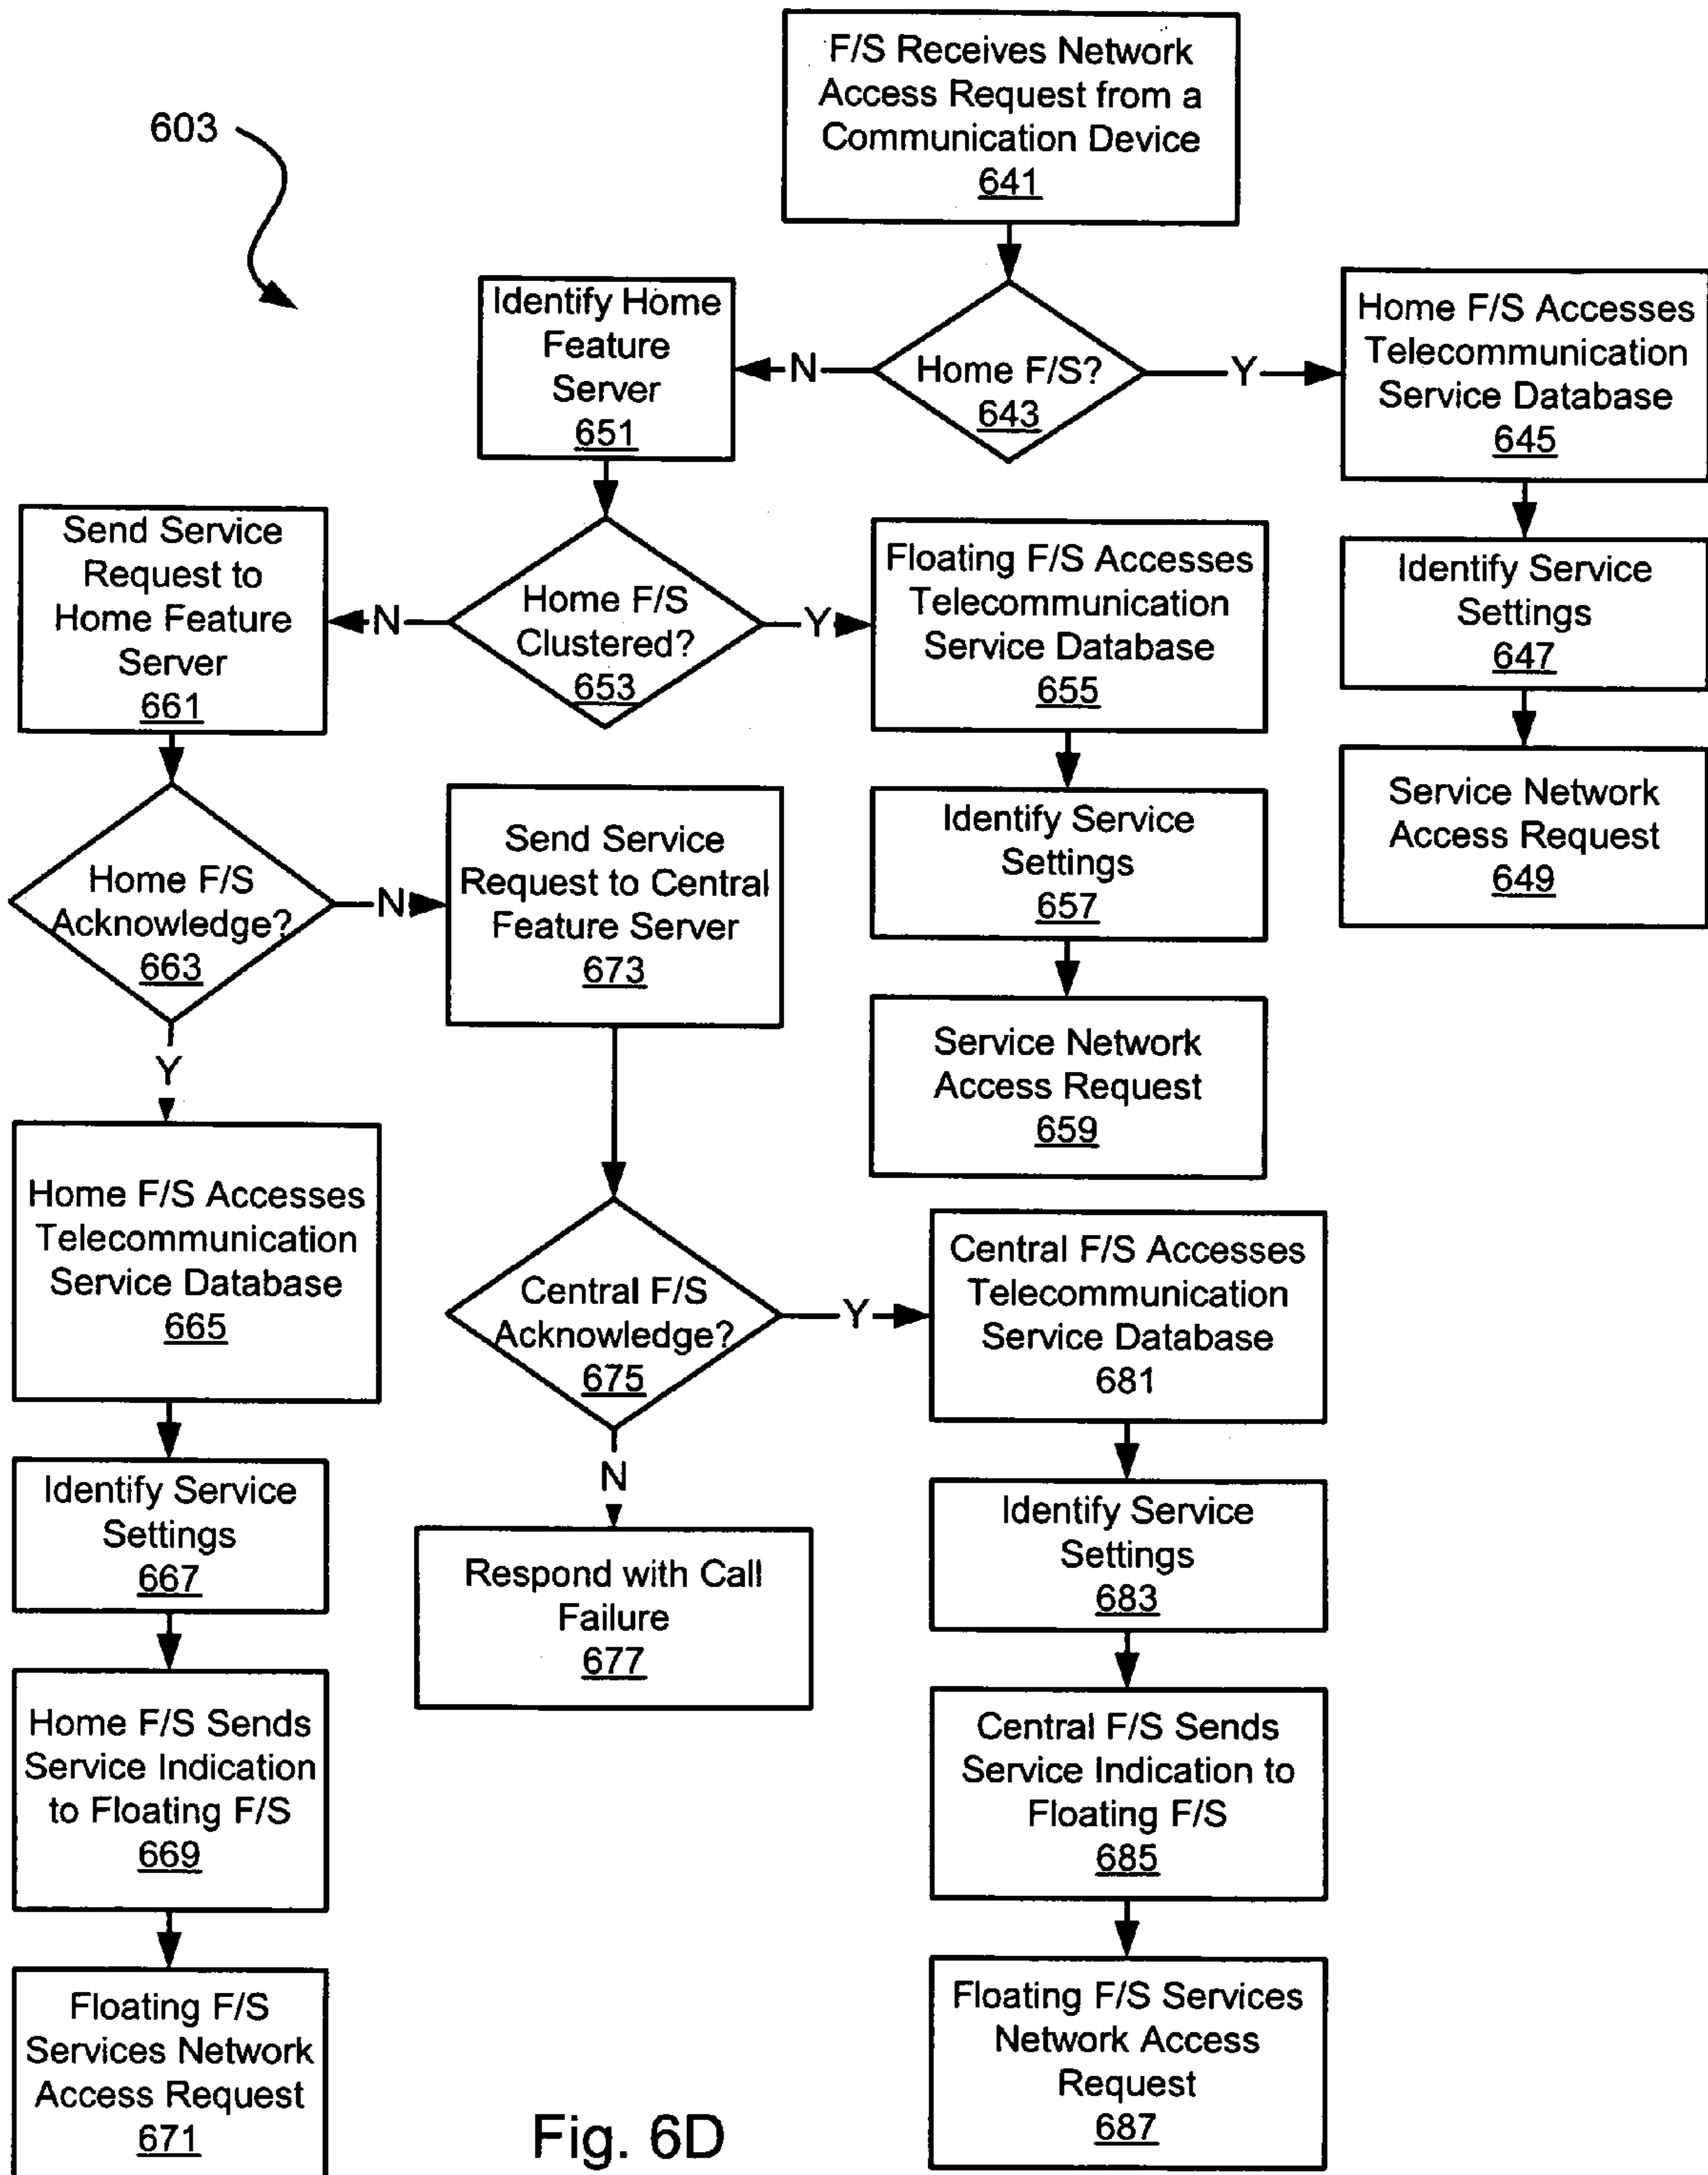 F/S Receives Network
Access Request from a
Communication Device
641
603
Identify Home
Feature
Server
651
N
Home F/S?
643
Y
Home F/S Accesses
Telecommunication
Service Database
645
Send Service
Request to
Home Feature
Server
661
N
Home F/S
Clustered?
653
Y
Floating F/S Accesses
Telecommunication
Service Database
655
Identify Service
Settings
647
Service Network
Access Request
649
Home F/S
Acknowledge?
663
N
Send Service
Request to Central
Feature Server
673
Identify Service
Settings
657
Service Network
Access Request
659
Y
Home F/S Accesses
Telecommunication
Service Database
665
Central F/S
Acknowledge?
675
Y
Central F/S Accesses
Telecommunication
Service Database
681
N
Identify Service
Settings
667
Respond with Call
Failure
677
Identify Service
Settings
683
Home F/S Sends
Service Indication
to Floating F/S
669
Central F/S Sends
Service Indication to
Floating F/S
685
Floating F/S
Services Network
Access Request
671
Floating F/S Services
Network Access
Request
687
Fig. 6D